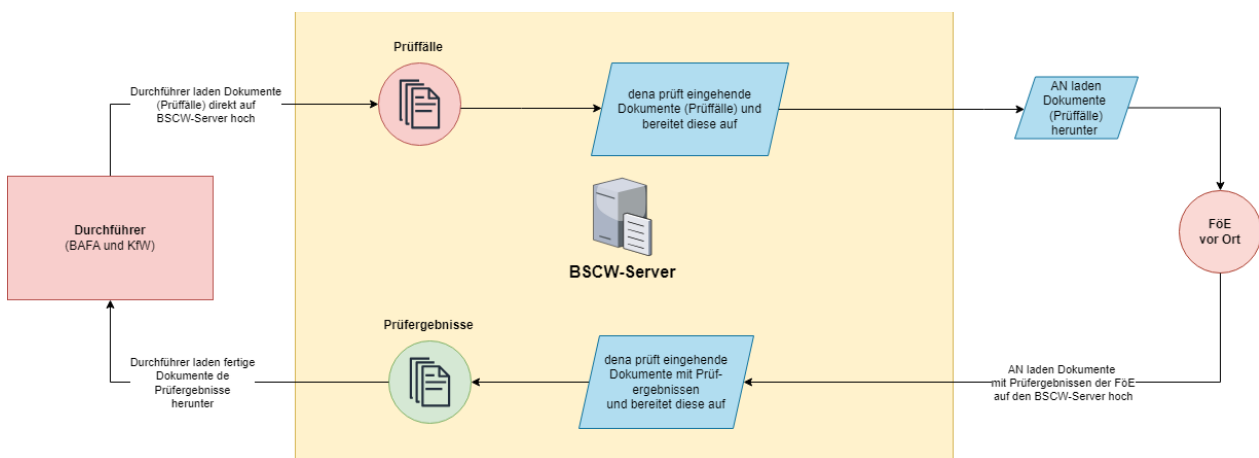 Prüffälle
Durchführer laden Dokumente
(Prüffälle) direkt auf
BSCW-Server hoch
dena prüft eingehende
Dokumente (Prüffälle) und
bereitet diese auf
AN laden
Dokumente
(Prüffälle)
herunter
Durchführer
(BAFA und KfW)
FöE
vor Ort
BSCW-Server
Prüfergebnisse
Durchführer laden fertige
Dokumente de
Prüfergebnisse
herunter
dena prüft eingehende
Dokumente mit Prüf-
ergebnissen
und bereitet diese auf
AN laden Dokumente
mit Prüfergebnissen der FöE
auf den BSCW-Server hoch